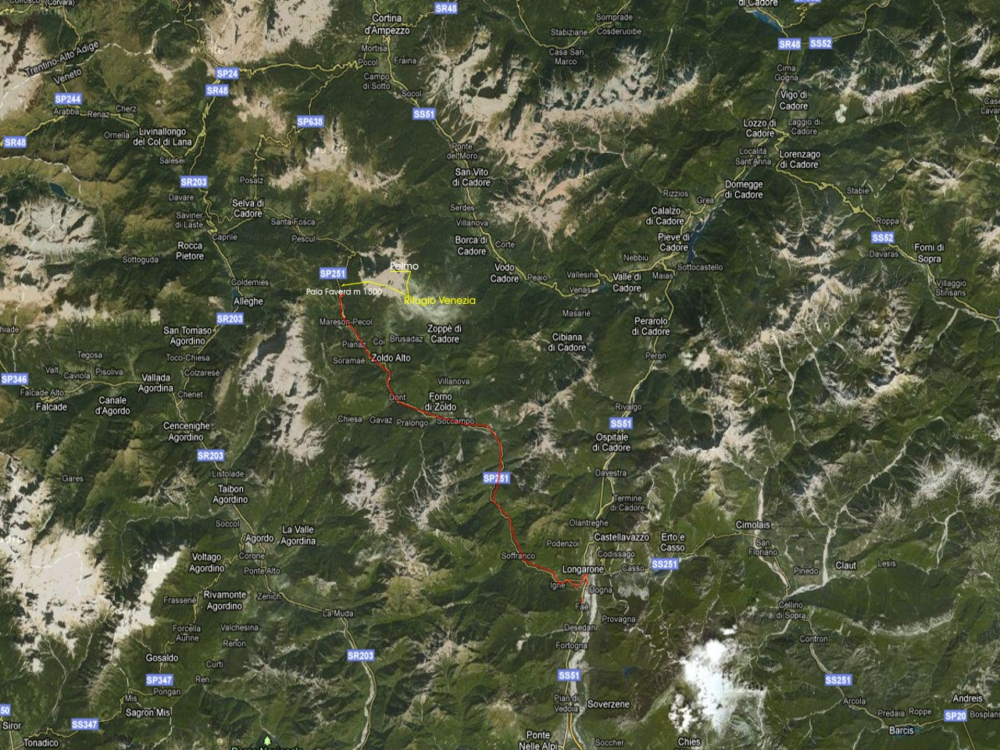 Colfosco
(Corvara)
SR48
di Cadore
Cortina
d'Ampezzo
Somprade
Stabiziane
Cosderuoibe
SR48
SS52
Trentino-Alto Adige
Veneto
Mortisa
Pocol
Fraina
Casa San
Marco
SP24
SR48
Campo
di Sotto
Socol
Cima
Gogna
Vigo di
Cadore
SP244
Arabba
Renaz
Cherz
SS51
SP638
Lozzo di
Cadore
Laggio di
Cadore
SR48
Ornella
Livinallongo
del Col di Lana
Salesei
Ponte
del Moro
Località
Sant'Anna
Lorenzago
di Cadore
SR203
Posalz
San Vito
di Cadore
Domegge
di Cadore
Stabie
Davare
Selva di
Cadore
Rizzios
Grea
Saviner
di Laste
Santa Fosca
Serdes
Villanova
Calalzo
di Cadore
Roppa
Caprile
Pescul
Borca di
Cadore
Corte
Pieve di
Cadore
SS52
Davaras
Forni di
Sopra
Rocca
Pietore
Sottoguda
Nebbiù
Sottocastello
Pelmo
SP251
Vodo
Cadore
Peaio
Vallesina
Venas
Valle di
Cadore
Maias
Coldemies
Villaggio
Stinsans
Pala Favera m 1500
Rifugio Venezia
Alleghe
SR203
Mareson-Pecol
Masarié
San Tomaso
Agordino
Zoppè di
Cadore
Perarolo
di Cadore
Pianaz
Col
Brusadaz
Cibiana
di Cadore
Tegosa
Toco-Chiesa
Soramaé
Zoldo Alto
Peron
Valt
Caviola
Pisoliva
Colzaresé
SP346
Vallada
Agordina
Villanova
Falcade Alto
Falcade
Canale
d'Agordo
Chenet
Dont
Forno
di Zoldo
Rivalgo
Cencenighe
Agordino
Chiesa
Gavaz
Pralongo
Soccampo
SS51
Ospitale
di Cadore
SR203
Gares
Listolade
SP251
Davestra
Taibon
Agordino
Termine
di Cadore
Soccol
Olantreghe
Cimolais
La Valle
Agordina
Agordo
Podenzoi
Castellavazzo
Erto e
Casso
San
Floriano
Voltago
Agordino
Corone
Ponte Alto
Soffranco
Codissago
Longarone
Casso
SS251
Pinedo
Claut
Lesis
Igne
Dogna
Frassenè
Rivamonte
Agordino
Zenich
Faè
Cellino
di Sopra
La Muda
Provagna
Forcella
Aurine
Valchesina
Desedan
Renon
Fortogna
Contron
Gosaldo
SR203
Curti
SP347
Ren
SS51
SS251
Mis
Pongan
Pian di
Vedoia
Soverzene
Arcola
Andreis
50
Sagron Mis
Predaia
Roppe
SP20
Bosplans
Siror
SS347
Barcis
Tonadico
Ponte
Nelle Alpi
Soccher
Chies